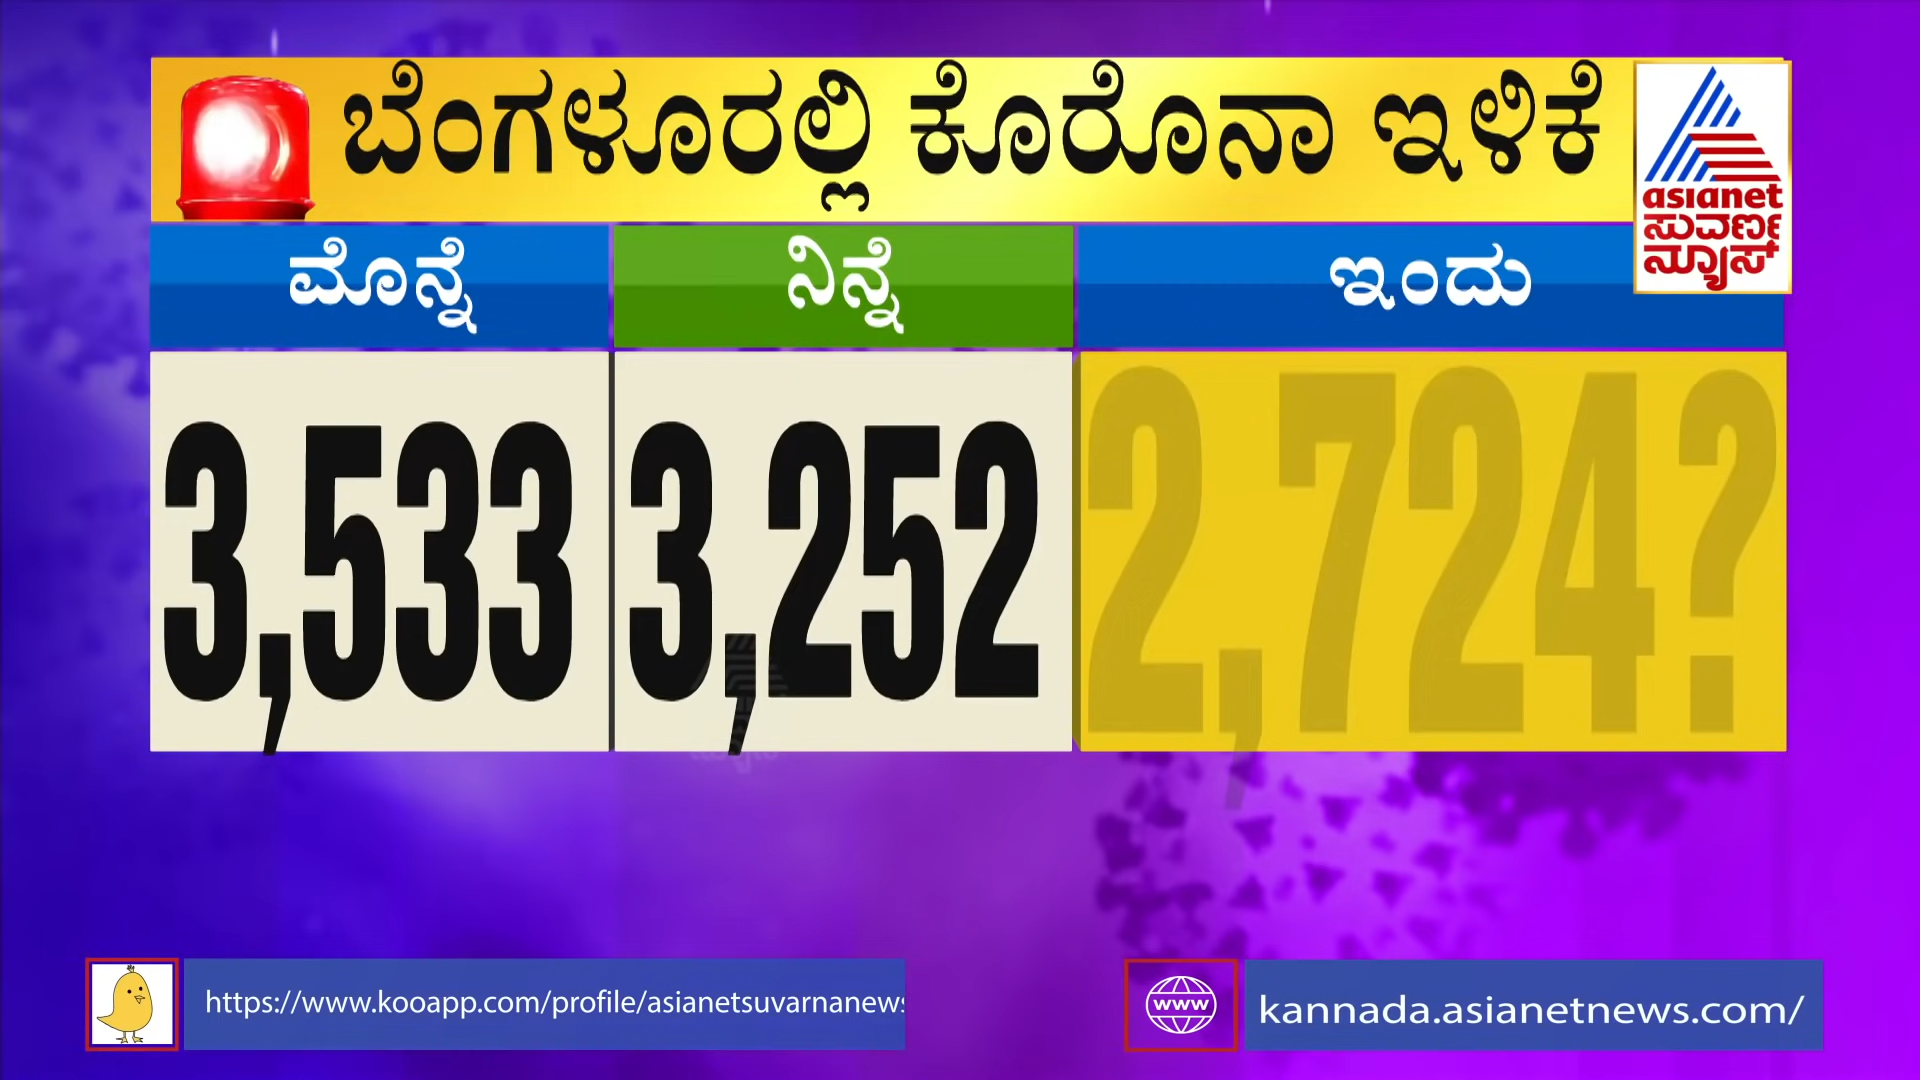 ಬೆಂಗಳೂರಲ್ಲಿ ಕೊರೊನಾ ಇಳಿಕೆ
asianet
ಸುವರ್ಣ
ನ್ಯೂಸ್
ಮೊನ್ನೆ ನಿನ್ನೆ ಇಂದು
3,533 3,252 2,724?
https://www.kooapp.com/profile/asianetsuvarnanews
www
kannada.asianetnews.com/